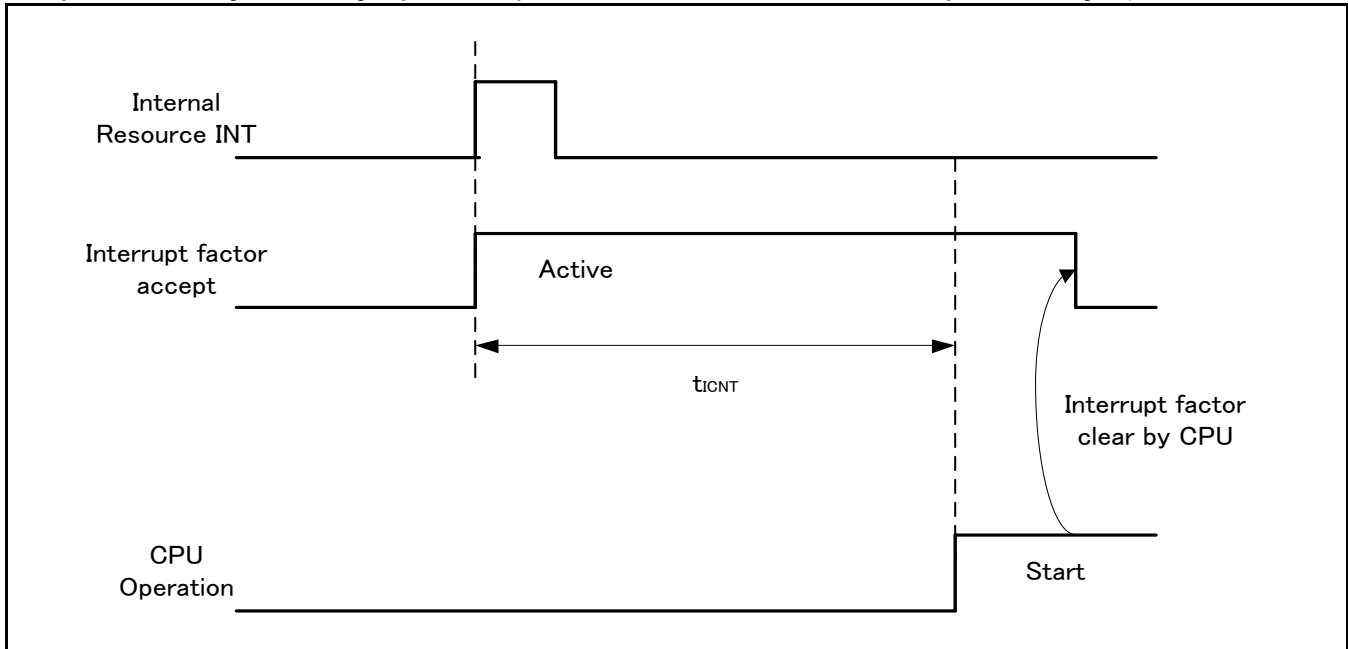 Internal
Resource INT
Interrupt factor
accept
Active
tICNT
Interrupt factor
clear by CPU
CPU
Operation
Start